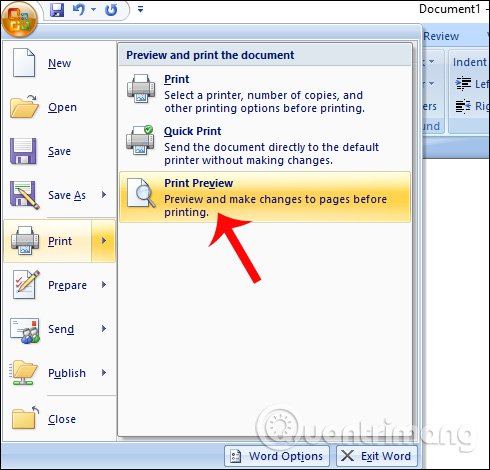 Document1 -
Review
Indent
Left
Right
ers
und
Preview and print the document
New
Open
Save
Save As
Print
Prepare
Send
Publish
Close
Print
Select a printer, number of copies, and
other printing options before printing.
Quick Print
Send the document directly to the default
printer without making changes.
Print Preview
Preview and make changes to pages before
printing.
Quantrimang
Word Options
Exit Word